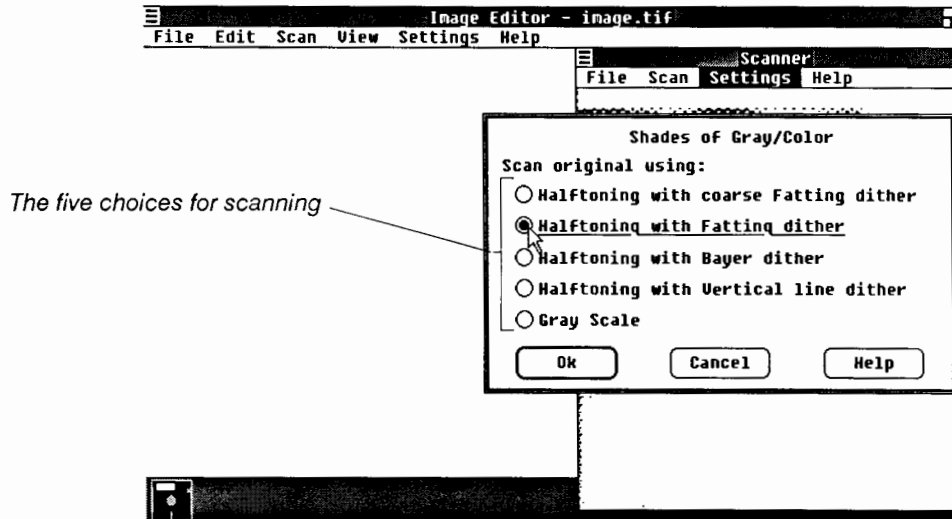 Image Editor - image.tif
File Edit Scan View Settings Help
Scanner
File Scan Settings Help
Shades of Gray/Color
Scan original using:
Halftoning with coarse Fatting dither
Halftoning with Fatting dither
Halftoning with Bayer dither
Halftoning with Vertical line dither
Gray Scale
Ok Cancel Help
The five choices for scanning